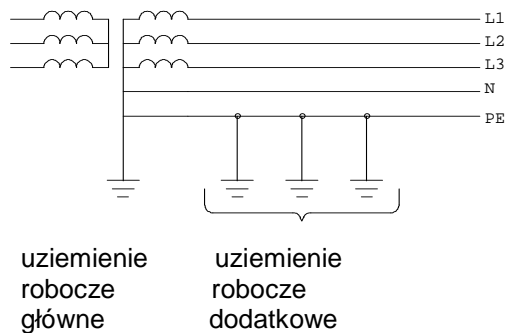 L1
L2
L3
N
PE
uziemienie
robocze
główne
uziemienie
robocze
dodatkowe